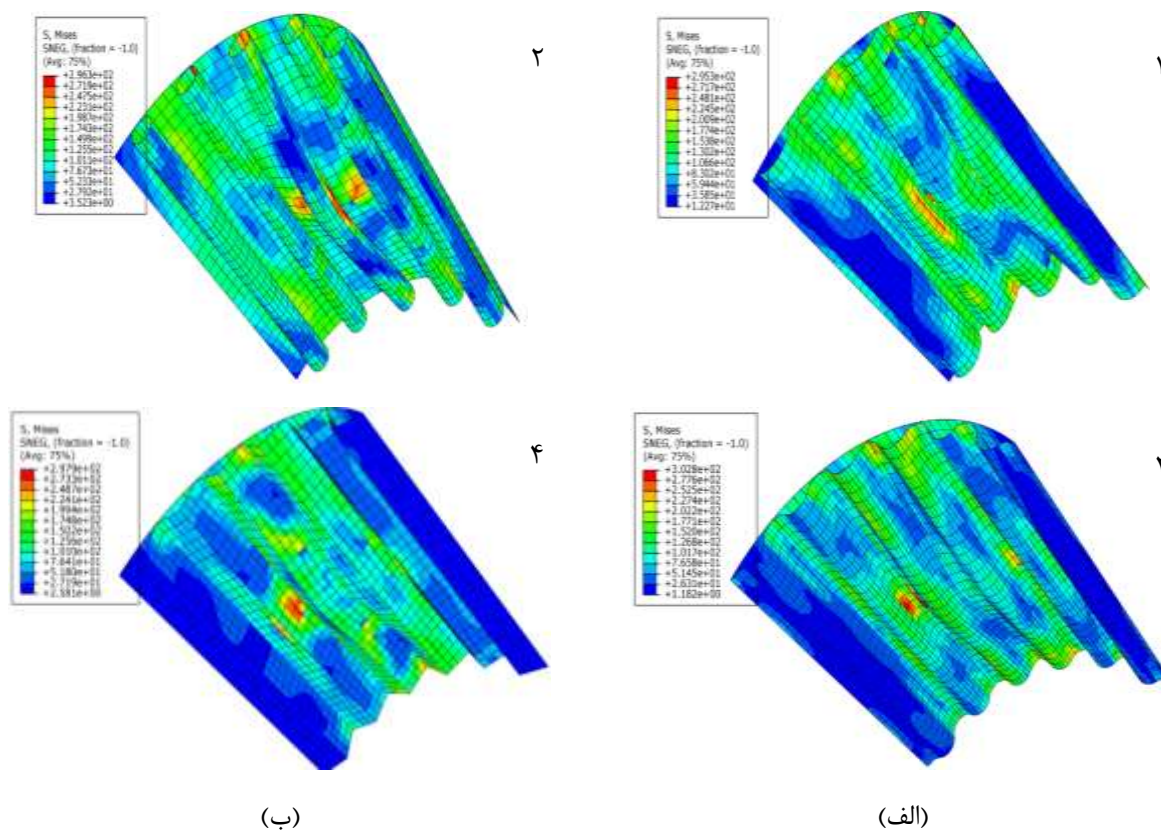 S, Mises
SNEG, (fraction = -1.0)
(Avg: 75%)
+2.953e+02
+2.717e+02
+2.481e+02
+2.245e+02
+2.009e+02
+1.774e+02
+1.538e+02
+1.302e+02
+1.066e+02
+8.302e+01
+5.944e+01
+3.585e+01
+1.227e+01
۲
S, Mises
SNEG, (fraction = -1.0)
(Avg: 75%)
+2.963e+02
+2.719e+02
+2.475e+02
+2.231e+02
+1.987e+02
+1.743e+02
+1.499e+02
+1.255e+02
+1.011e+02
+7.673e+01
+5.233e+01
+2.792e+01
+3.523e+00
S, Mises
SNEG, (fraction = -1.0)
(Avg: 75%)
+3.028e+02
+2.776e+02
+2.525e+02
+2.274e+02
+2.022e+02
+1.771e+02
+1.520e+02
+1.268e+02
+1.017e+02
+7.658e+01
+5.145e+01
+2.631e+01
+1.182e+00
۴
S, Mises
SNEG, (fraction = -1.0)
(Avg: 75%)
+2.979e+02
+2.733e+02
+2.487e+02
+2.241e+02
+1.994e+02
+1.748e+02
+1.502e+02
+1.256e+02
+1.010e+02
+7.641e+01
+5.180e+01
+2.719e+01
+2.581e+00
(الف)
(ب)